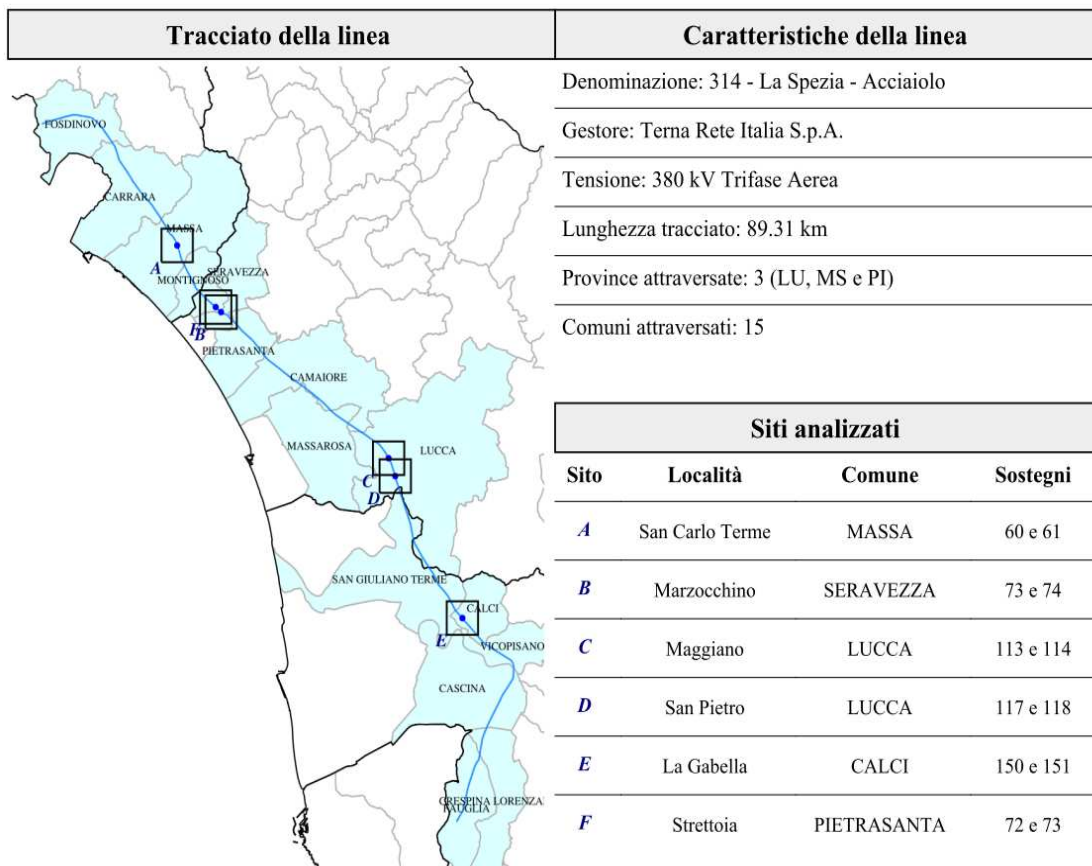 Tracciato della linea
FOSDINOVO
CARRARA
MASSA
A
SERAVEZZA
MONTIGNOSO
F
B
PIETRASANTA
CAMAIORE
MASSAROSA
LUCCA
C
D
SAN GIULIANO TERME
CALCI
E
VICOPISANO
CASCINA
CRESPINA LORENZA
FAUGLIA
Caratteristiche della linea
Denominazione: 314 - La Spezia - Acciaiolo
Gestore: Terna Rete Italia S.p.A.
Tensione: 380 kV Trifase Aerea
Lunghezza tracciato: 89.31 km
Province attraversate: 3 (LU, MS e PI)
Comuni attraversati: 15
Siti analizzati
Sito Località Comune Sostegni
A San Carlo Terme MASSA 60 e 61
B Marzocchino SERAVEZZA 73 e 74
C Maggiano LUCCA 113 e 114
D San Pietro LUCCA 117 e 118
E La Gabella CALCI 150 e 151
F Strettoia PIETRASANTA 72 e 73